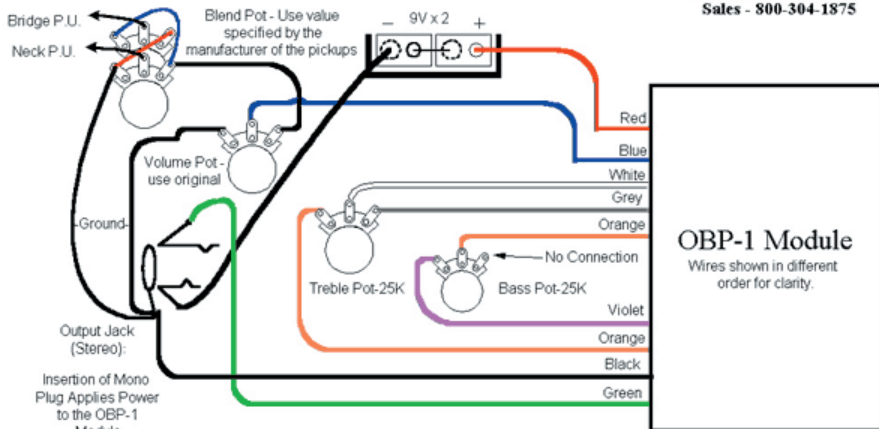 Sales - 800-304-1875
Bridge P.U.
Neck P.U.
Blend Pot - Use value
specified by the
manufacturer of the pickups
− 9V x 2 +
Red
Blue
White
Grey
Orange
Volume Pot -
use original
Ground
No Connection
Treble Pot-25K
Bass Pot-25K
OBP-1 Module
Wires shown in different
order for clarity.
Violet
Orange
Black
Green
Output Jack
(Stereo):
Insertion of Mono
Plug Applies Power
to the OBP-1
Module